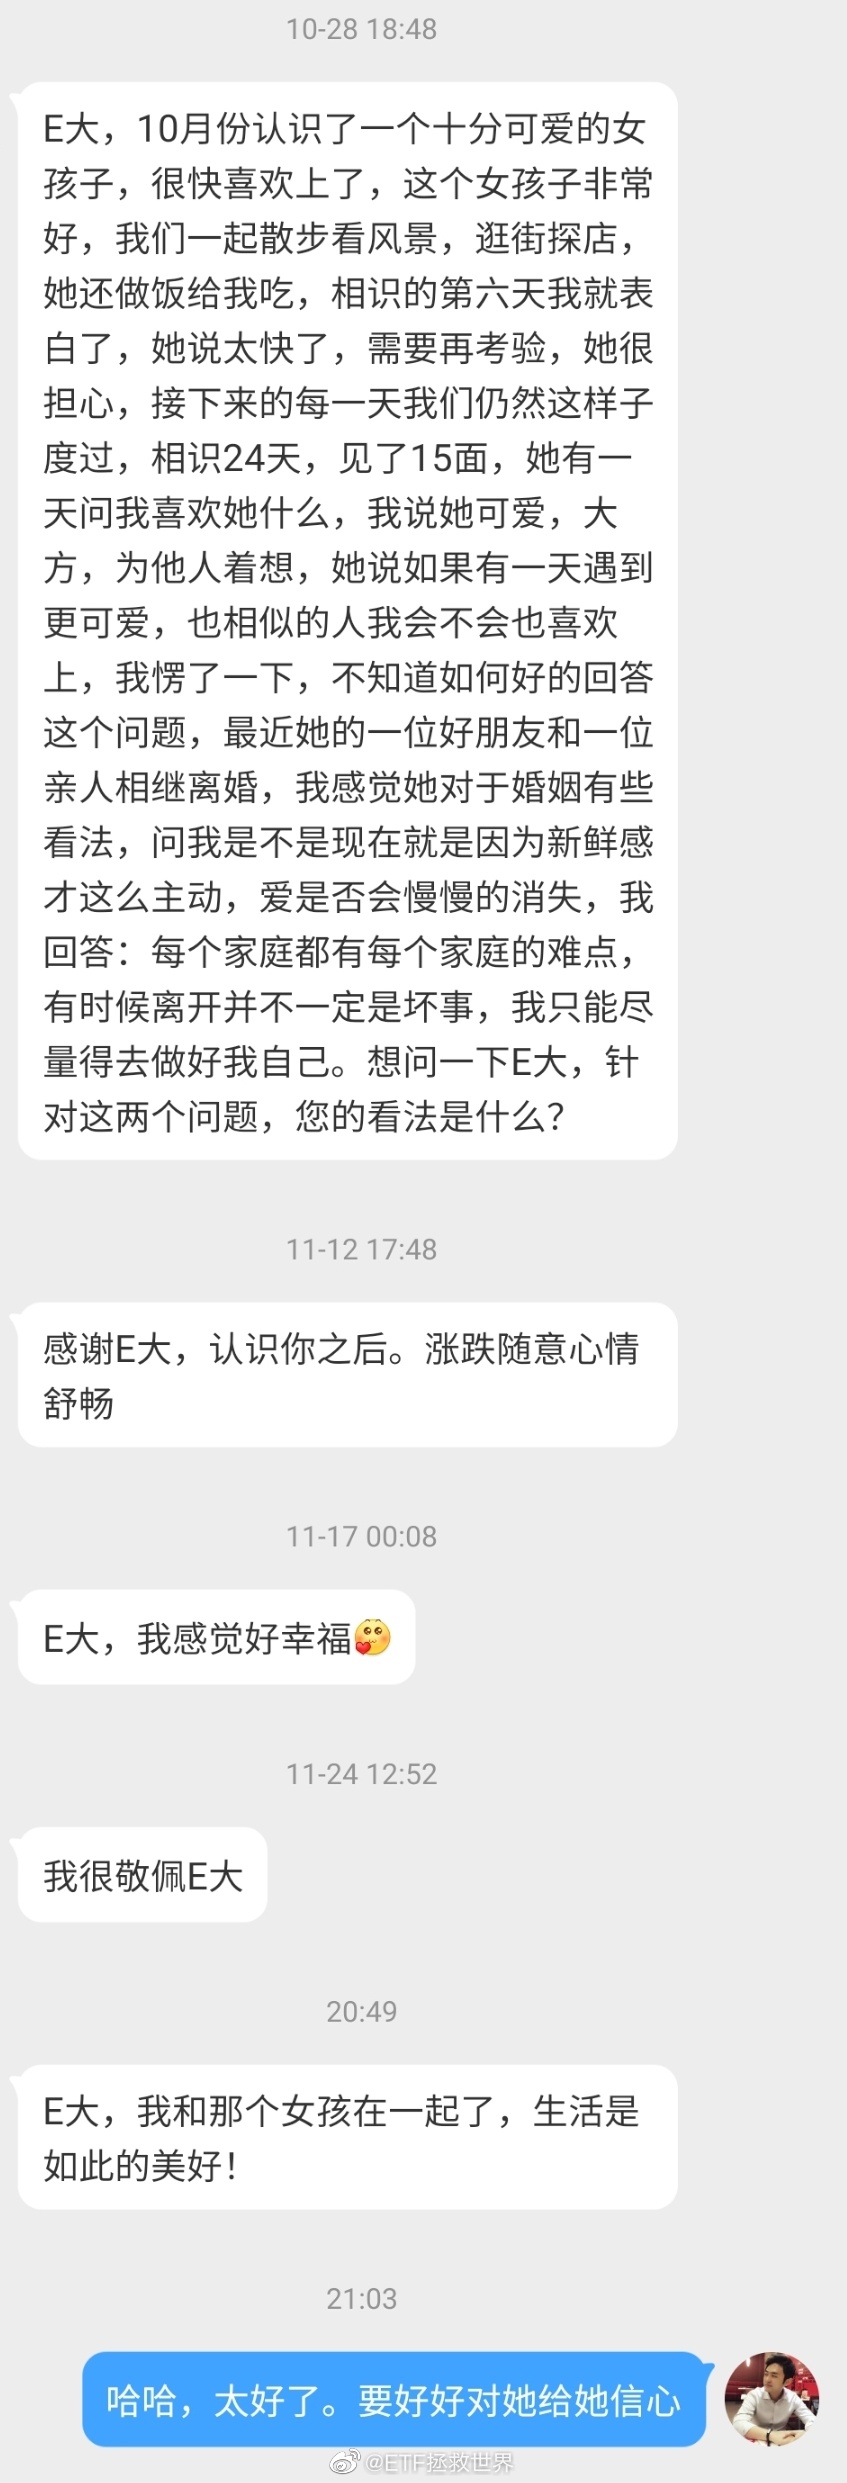 10-28 18:48
E大，10月份认识了一个十分可爱的女
孩子，很快喜欢上了，这个女孩子非常
好，我们一起散步看风景，逛街探店，
她还做饭给我吃，相识的第六天我就表
白了，她说太快了，需要再考验，她很
担心，接下来的每一天我们仍然这样子
度过，相识24天，见了15面，她有一
天问我喜欢她什么，我说她可爱，大
方，为他人着想，她说如果有一天遇到
更可爱，也相似的人我会不会也喜欢
上，我愣了一下，不知道如何好的回答
这个问题，最近她的一位好朋友和一位
亲人相继离婚，我感觉她对于婚姻有些
看法，问我是不是现在就是因为新鲜感
才这么主动，爱是否会慢慢的消失，我
回答：每个家庭都有每个家庭的难点，
有时候离开并不一定是坏事，我只能尽
量得去做好我自己。想问一下E大，针
对这两个问题，您的看法是什么？
11-12 17:48
感谢E大，认识你之后。涨跌随意心情
舒畅
11-17 00:08
E大，我感觉好幸福🥰
11-24 12:52
我很敬佩E大
20:49
E大，我和那个女孩在一起了，生活是
如此的美好！
21:03
哈哈，太好了。要好好对她给她信心
@ETF拯救世界